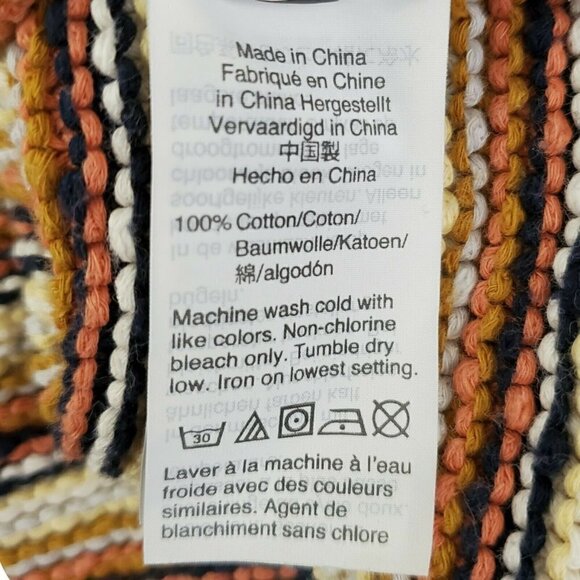 Made in China
Fabriqué en Chine
in China Hergestellt
Vervaardigd in China
中国製
Hecho en China
100% Cotton/Coton/
Baumwolle/Katoen/
綿/algodón
Machine wash cold with
like colors. Non-chlorine
bleach only. Tumble dry
low. Iron on lowest setting.
30
Laver à la machine à l'eau
froide avec des couleurs
similaires. Agent de
blanchiment sans chlore